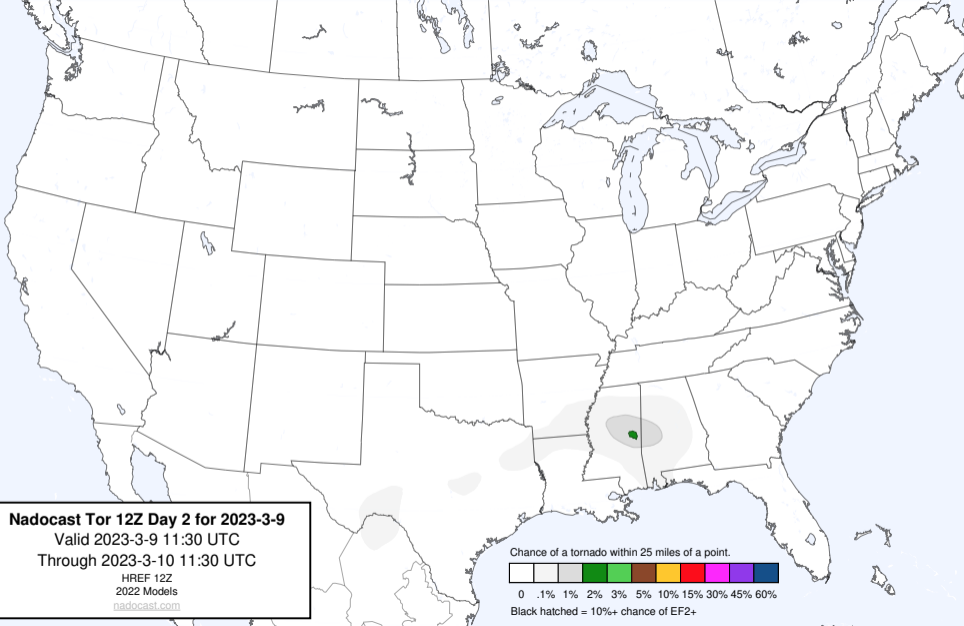 Nadocast Tor 12Z Day 2 for 2023-3-9
Valid 2023-3-9 11:30 UTC
Through 2023-3-10 11:30 UTC
HREF 12Z
2022 Models
nadocast.com
Chance of a tornado within 25 miles of a point.
0 .1% 1% 2% 3% 5% 10% 15% 30% 45% 60%
Black hatched = 10%+ chance of EF2+